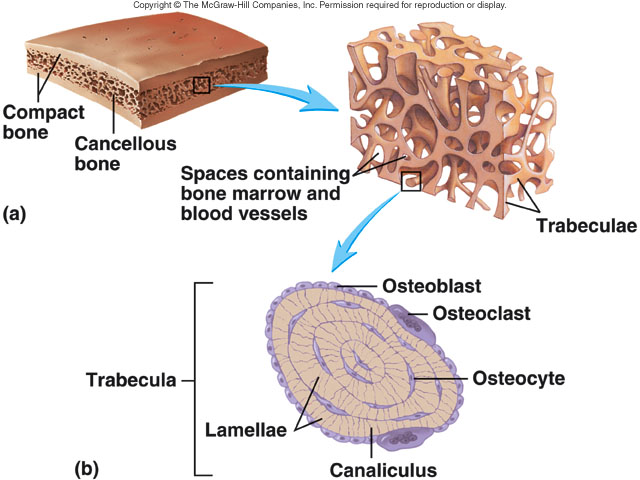 Copyright © The McGraw-Hill Companies, Inc. Permission required for reproduction or display.
Compact
bone
Cancellous
bone
Spaces containing
bone marrow and
blood vessels
Trabeculae
(a)
Osteoblast
Osteoclast
Trabecula
Osteocyte
Lamellae
Canaliculus
(b)